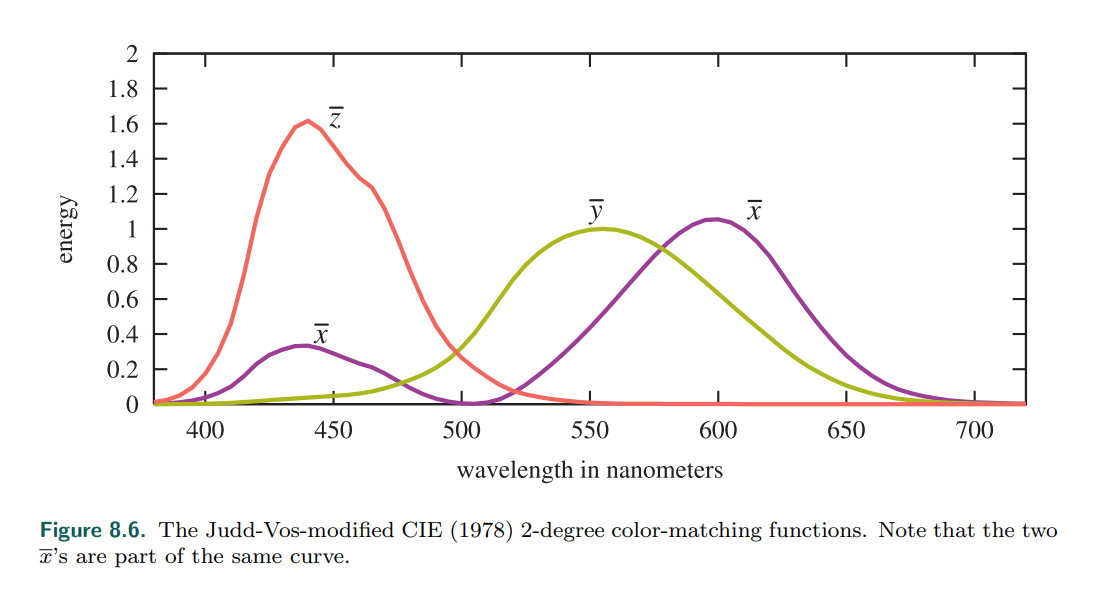 2
1.8
1.6
1.4
1.2
1
0.8
0.6
0.4
0.2
0
energy
z̅
y̅
x̅
x̅
400 450 500 550 600 650 700
wavelength in nanometers
Figure 8.6. The Judd-Vos-modified CIE (1978) 2-degree color-matching functions. Note that the two
x̅’s are part of the same curve.